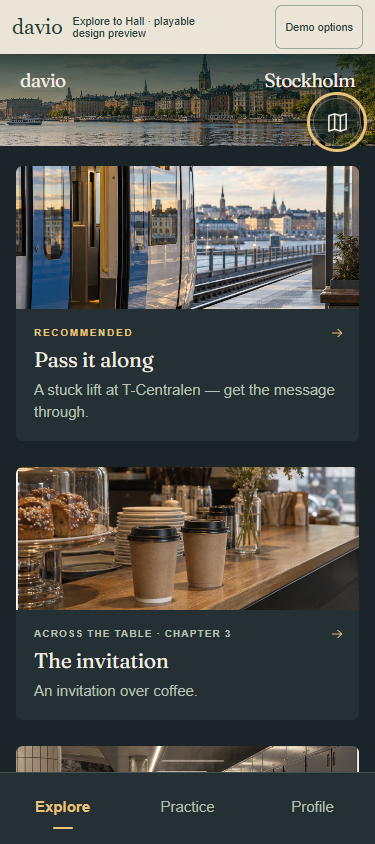 davio
Explore to Hall · playable
design preview
Demo options
davio
Stockholm
RECOMMENDED
Pass it along
A stuck lift at T-Centralen — get the message
through.
ACROSS THE TABLE · CHAPTER 3
The invitation
An invitation over coffee.
Explore
Practice
Profile